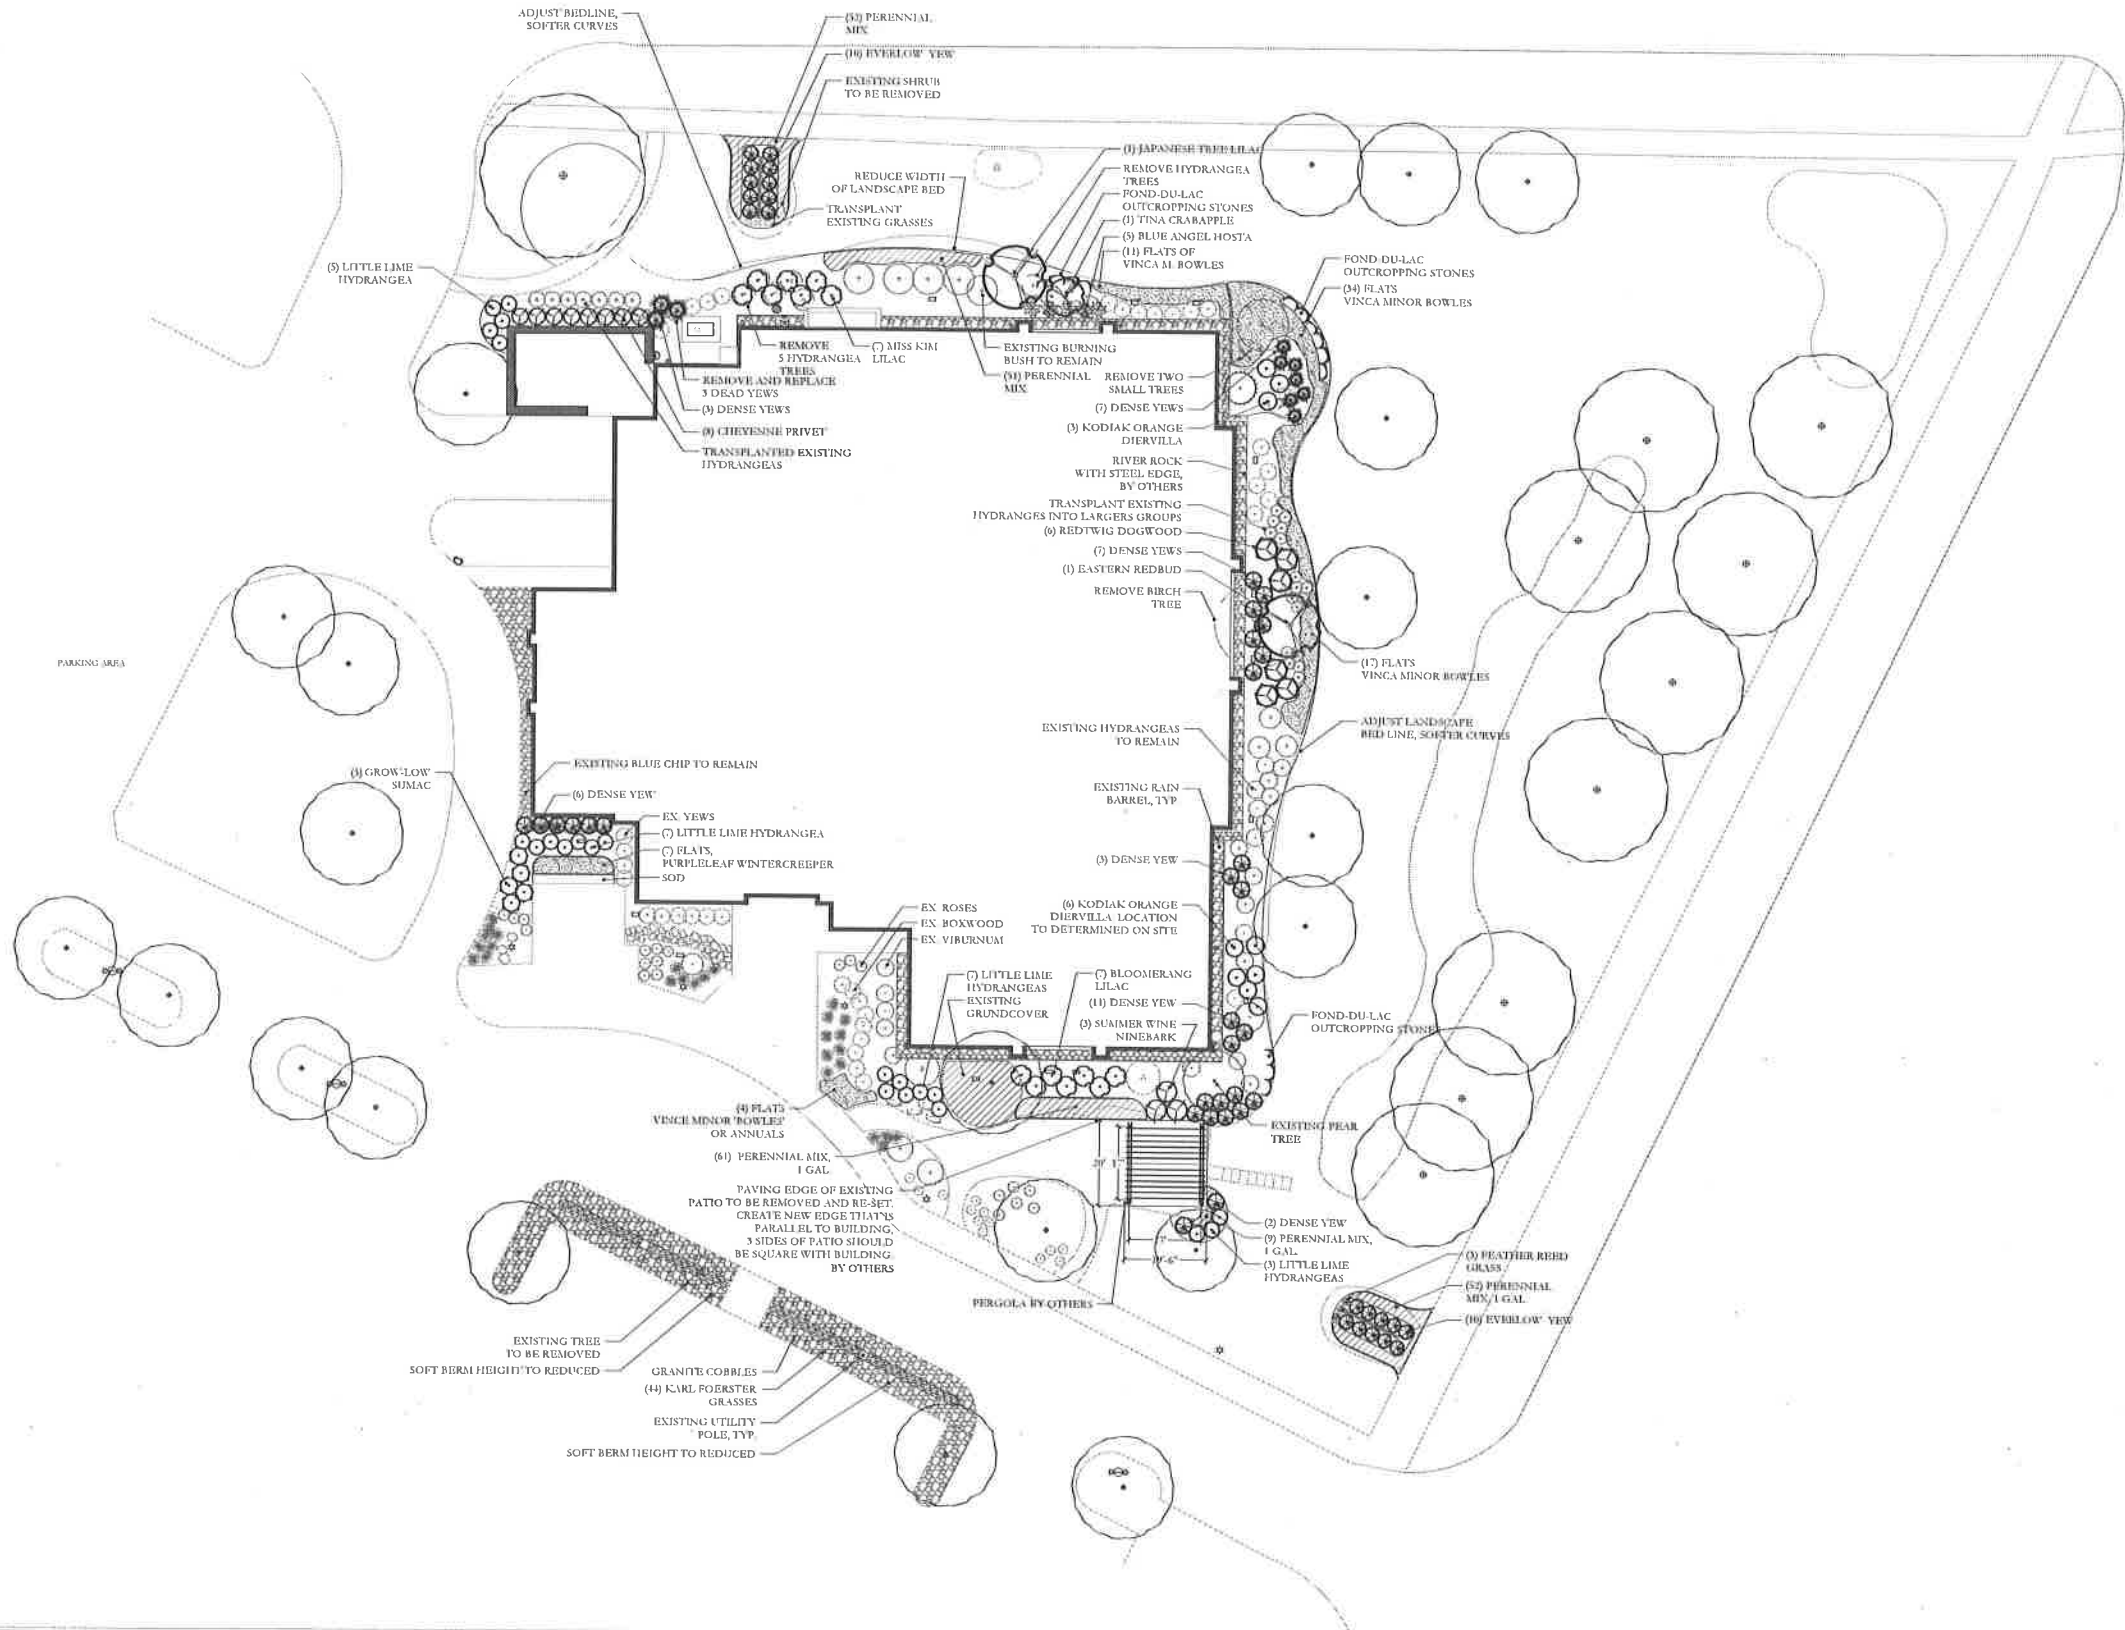 ADJUST BEDLINE,
SOFTER CURVES
(53) PERENNIAL
MIX
(10) EVERLOW YEW
EXISTING SHRUB
TO BE REMOVED
REDUCE WIDTH
OF LANDSCAPE BED
TRANSPLANT
EXISTING GRASSES
(1) JAPANESE TREE LILAC
REMOVE HYDRANGEA
TREES
FOND-DU-LAC
OUTCROPPING STONES
(1) TINA CRABAPPLE
(5) BLUE ANGEL HOSTA
(11) FLATS OF
VINCA M. BOWLES
FOND-DU-LAC
OUTCROPPING STONES
(34) FLATS
VINCA MINOR BOWLES
(5) LITTLE LIME
HYDRANGEA
REMOVE
5 HYDRANGEA
TREES
(7) MISS KIM
LILAC
EXISTING BURNING
BUSH TO REMAIN
(51) PERENNIAL
MIX
REMOVE AND REPLACE
3 DEAD YEWS
(3) DENSE YEWS
(8) CHEYENNE PRIVET
TRANSPLANTED EXISTING
HYDRANGEAS
REMOVE TWO
SMALL TREES
(7) DENSE YEWS
(3) KODIAK ORANGE
DIERVILLA
RIVER ROCK
WITH STEEL EDGE,
BY OTHERS
TRANSPLANT EXISTING
HYDRANGES INTO LARGERS GROUPS
(6) REDTWIG DOGWOOD
(7) DENSE YEWS
(1) EASTERN REDBUD
REMOVE BIRCH
TREE
(17) FLATS
VINCA MINOR BOWLES
PARKING AREA
EXISTING HYDRANGEAS
TO REMAIN
ADJUST LANDSCAPE
BED LINE, SOFTER CURVES
EXISTING BLUE CHIP TO REMAIN
GROW-LOW
SUMAC
(6) DENSE YEW
EX. YEWS
(7) LITTLE LIME HYDRANGEA
(7) FLATS,
PURPLELEAF WINTERCREEPER
SOD
EXISTING RAIN
BARREL, TYP
(3) DENSE YEW
(6) KODIAK ORANGE
DIERVILLA LOCATION
TO DETERMINED ON SITE
EX. ROSES
EX. BOXWOOD
EX. VIBURNUM
(7) LITTLE LIME
HYDRANGEAS
EXISTING
GRUNDCOVER
(7) BLOOMERANG
LILAC
(11) DENSE YEW
(3) SUMMER WINE
NINEBARK
FOND-DU-LAC
OUTCROPPING STONES
(4) FLATS
VINCE MINOR 'BOWLES'
OR ANNUALS
(61) PERENNIAL MIX,
1 GAL
EXISTING PEAR
TREE
PAVING EDGE OF EXISTING
PATIO TO BE REMOVED AND RE-SET.
CREATE NEW EDGE THAT IS
PARALLEL TO BUILDING,
3 SIDES OF PATIO SHOULD
BE SQUARE WITH BUILDING.
BY OTHERS
(2) DENSE YEW
(9) PERENNIAL MIX,
1 GAL.
(3) LITTLE LIME
HYDRANGEAS
PERGOLA BY OTHERS
(3) FEATHER REED
GRASS
(52) PERENNIAL
MIX, 1 GAL
(10) EVERLOW YEW
EXISTING TREE
TO BE REMOVED
SOFT BERM HEIGHT TO REDUCED
GRANITE COBBLES
(44) KARL FOERSTER
GRASSES
EXISTING UTILITY
POLE, TYP.
SOFT BERM HEIGHT TO REDUCED